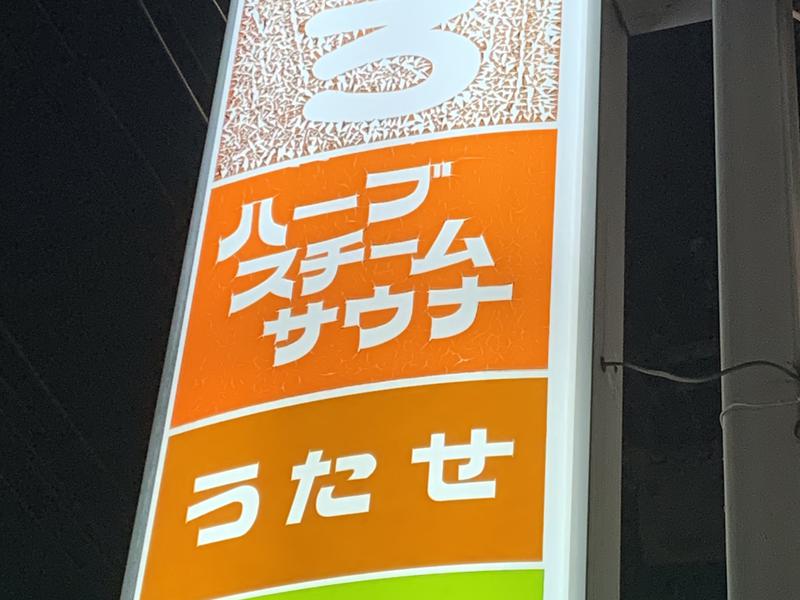 ろ
ハーブ
スチーム
サウナ
うたせ